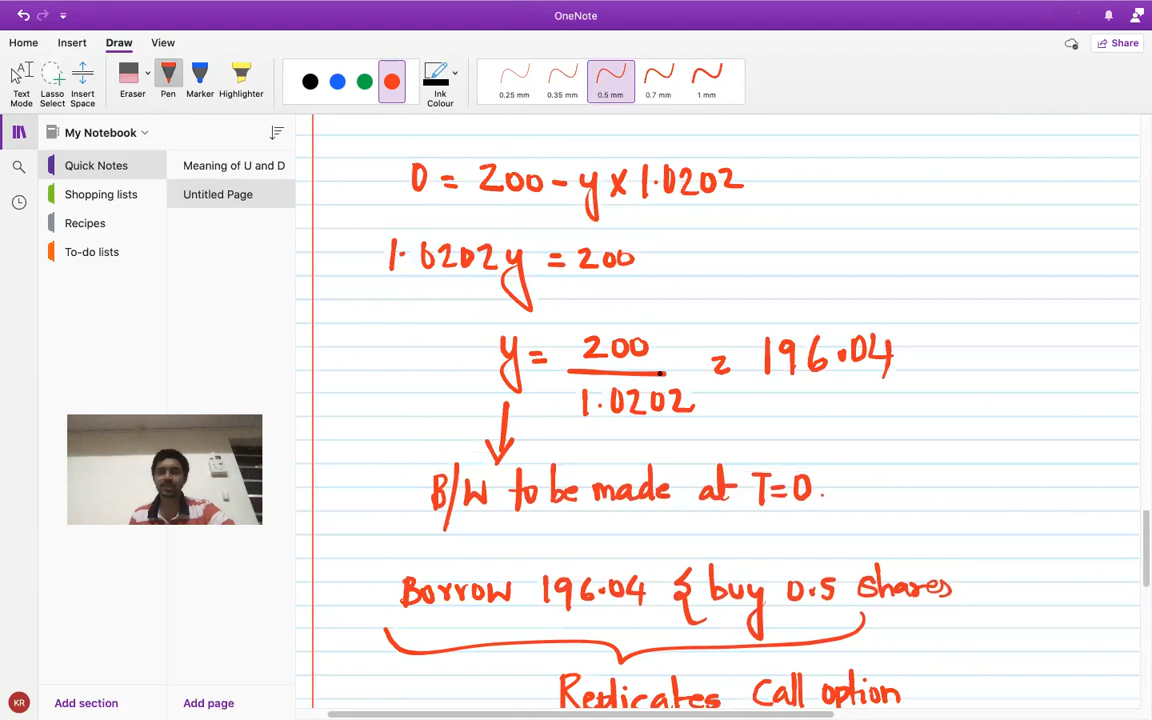 OneNote
Home Insert Draw View
Share
Text Mode
Lasso Select
Insert Space
Eraser
Pen
Marker
Highlighter
Ink Colour
0.25 mm
0.35 mm
0.5 mm
0.7 mm
1 mm
My Notebook
Quick Notes
Shopping lists
Recipes
To-do lists
Meaning of U and D
Untitled Page
0 = 200 - y x 1.0202
1.0202y = 200
y = 200 / 1.0202 = 196.04
B/W to be made at T=0.
Borrow 196.04 { buy 0.5 shares
Replicates Call option
KR
Add section
Add page